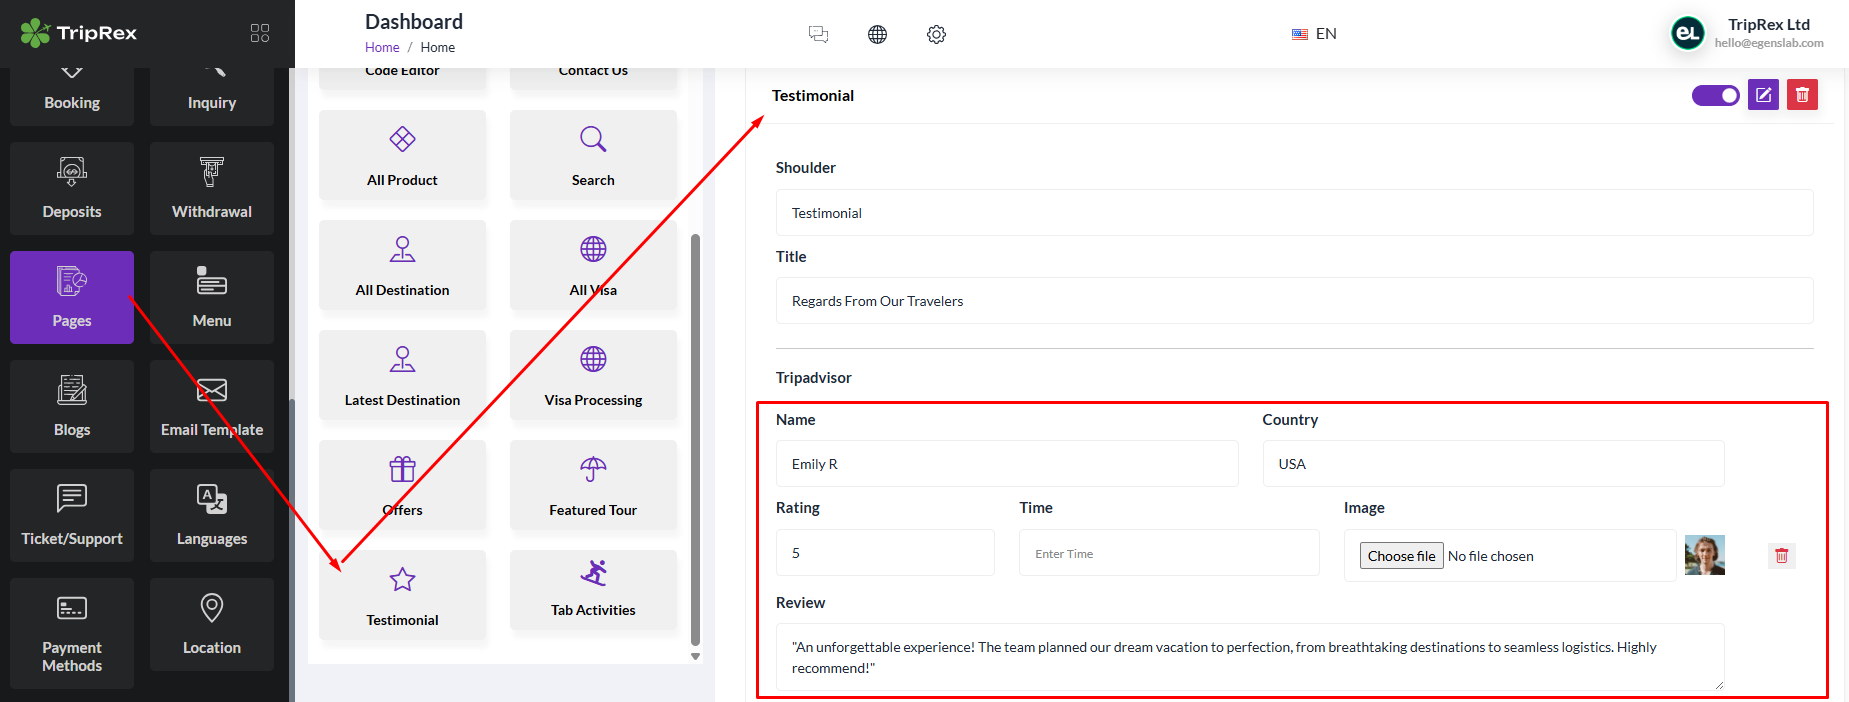 TripRex
Dashboard
Home / Home
EN
TripRex Ltd
hello@egenslab.com
Booking
Inquiry
Deposits
Withdrawal
Pages
Menu
Blogs
Email Template
Ticket/Support
Languages
Payment
Methods
Location
Code Editor
Contact Us
All Product
Search
All Destination
All Visa
Latest Destination
Visa Processing
Offers
Featured Tour
Testimonial
Tab Activities
Testimonial
Shoulder
Testimonial
Title
Regards From Our Travelers
Tripadvisor
Name
Country
Emily R
USA
Rating
Time
Image
5
Enter Time
Choose file No file chosen
Review
"An unforgettable experience! The team planned our dream vacation to perfection, from breathtaking destinations to seamless logistics. Highly
recommend!"